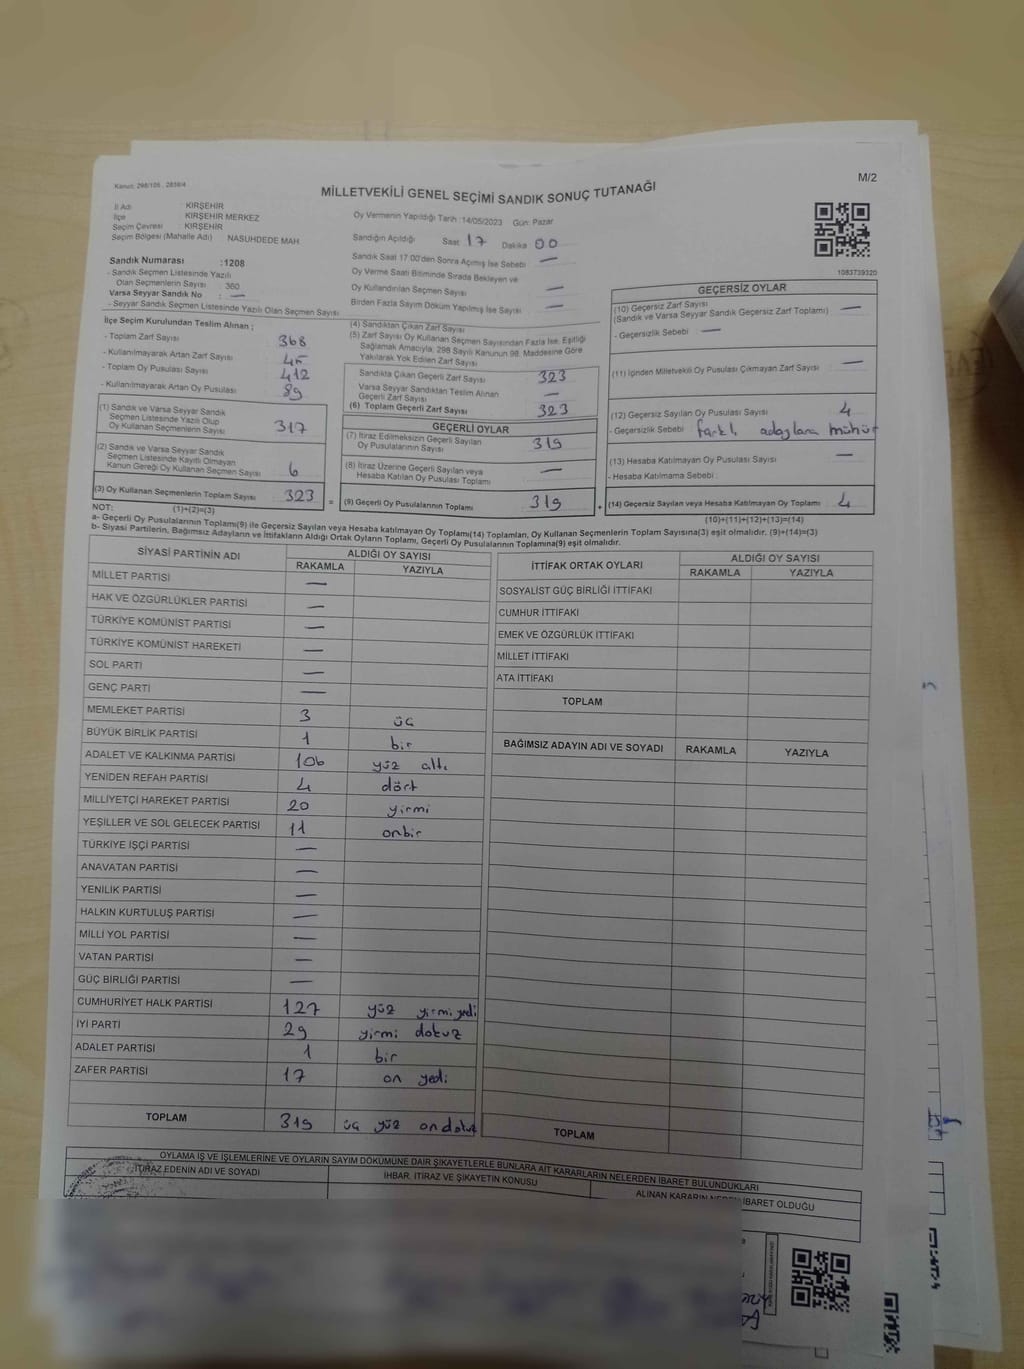 Kanun: 298/105 , 2839/4
M/2
MİLLETVEKİLİ GENEL SEÇİMİ SANDIK SONUÇ TUTANAĞI
İl Adı : KIRŞEHİR
İlçe : KIRŞEHİR MERKEZ
Seçim Çevresi : KIRŞEHİR
Seçim Bölgesi (Mahalle Adı) NASUHDEDE MAH.
Sandık Numarası :1208
- Sandık Seçmen Listesinde Yazılı
Olan Seçmenlerin Sayısı : 360
Varsa Seyyar Sandık No : —
- Seyyar Sandık Seçmen Listesinde Yazılı Olan Seçmen Sayısı
Oy Vermenin Yapıldığı Tarih :14/05/2023 Gün: Pazar
Sandığın Açıldığı Saat 17 Dakika 00
Sandık Saat 17:00'den Sonra Açılmış İse Sebebi —
Oy Verme Saati Bitiminde Sırada Bekleyen ve
Oy Kullandırılan Seçmen Sayısı —
Birden Fazla Sayım Döküm Yapılmış İse Sayısı —
1083739320
İlçe Seçim Kurulundan Teslim Alınan ;
- Toplam Zarf Sayısı 368
- Kullanılmayarak Artan Zarf Sayısı 45
- Toplam Oy Pusulası Sayısı 412
- Kullanılmayarak Artan Oy Pusulası 89
(1) Sandık ve Varsa Seyyar Sandık
Seçmen Listesinde Yazılı Olup
Oy Kullanan Seçmenlerin Sayısı 317
(2) Sandık ve Varsa Seyyar Sandık
Seçmen Listesinde Kayıtlı Olmayan
Kanun Gereği Oy Kullanan Seçmen Sayısı 6
(3) Oy Kullanan Seçmenlerin Toplam Sayısı 323
(4) Sandıktan Çıkan Zarf Sayısı
(5) Zarf Sayısı Oy Kullanan Seçmen Sayısından Fazla İse, Eşitliği
Sağlamak Amacıyla, 298 Sayılı Kanunun 98. Maddesine Göre
Yakılarak Yok Edilen Zarf Sayısı
Sandıkta Çıkan Geçerli Zarf Sayısı 323
Varsa Seyyar Sandıktan Teslim Alınan
Geçerli Zarf Sayısı —
(6) Toplam Geçerli Zarf Sayısı 323
GEÇERLİ OYLAR
(7) İtiraz Edilmeksizin Geçerli Sayılan
Oy Pusulalarının Sayısı 319
(8) İtiraz Üzerine Geçerli Sayılan veya
Hesaba Katılan Oy Pusulası Toplamı —
= (9) Geçerli Oy Pusulalarının Toplamı 319
GEÇERSİZ OYLAR
(10) Geçersiz Zarf Sayısı
(Sandık ve Varsa Seyyar Sandık Geçersiz Zarf Toplamı) —
- Geçersizlik Sebebi : —
(11) İçinden Milletvekili Oy Pusulası Çıkmayan Zarf Sayısı —
(12) Geçersiz Sayılan Oy Pusulası Sayısı 4
- Geçersizlik Sebebi : farklı adaylara mühür
(13) Hesaba Katılmayan Oy Pusulası Sayısı —
- Hesaba Katılmama Sebebi :
+ (14) Geçersiz Sayılan veya Hesaba Katılmayan Oy Toplamı 4
NOT: (1)+(2)=(3)
(10)+(11)+(12)+(13)=(14)
a- Geçerli Oy Pusulalarının Toplamı(9) ile Geçersiz Sayılan veya Hesaba katılmayan Oy Toplamı(14) Toplamları, Oy Kullanan Seçmenlerin Toplam Sayısına(3) eşit olmalıdır. (9)+(14)=(3)
b- Siyasi Partilerin, Bağımsız Adayların ve İttifakların Aldığı Ortak Oyların Toplamı, Geçerli Oy Pusulalarının Toplamına(9) eşit olmalıdır.
SİYASİ PARTİNİN ADI ALDIĞI OY SAYISI
RAKAMLA YAZIYLA
MİLLET PARTİSİ —
HAK VE ÖZGÜRLÜKLER PARTİSİ —
TÜRKİYE KOMÜNİST PARTİSİ —
TÜRKİYE KOMÜNİST HAREKETİ —
SOL PARTİ —
GENÇ PARTİ —
MEMLEKET PARTİSİ 3 üç
BÜYÜK BİRLİK PARTİSİ 1 bir
ADALET VE KALKINMA PARTİSİ 106 yüz altı
YENİDEN REFAH PARTİSİ 4 dört
MİLLİYETÇİ HAREKET PARTİSİ 20 yirmi
YEŞİLLER VE SOL GELECEK PARTİSİ 11 onbir
TÜRKİYE İŞÇİ PARTİSİ —
ANAVATAN PARTİSİ —
YENİLİK PARTİSİ —
HALKIN KURTULUŞ PARTİSİ —
MİLLİ YOL PARTİSİ —
VATAN PARTİSİ —
GÜÇ BİRLİĞİ PARTİSİ —
CUMHURİYET HALK PARTİSİ 127 yüz yirmi yedi
İYİ PARTİ 29 yirmi dokuz
ADALET PARTİSİ 1 bir
ZAFER PARTİSİ 17 on yedi
TOPLAM 319 üç yüz on dokuz
İTTİFAK ORTAK OYLARI ALDIĞI OY SAYISI
RAKAMLA YAZIYLA
SOSYALİST GÜÇ BİRLİĞİ İTTİFAKI
CUMHUR İTTİFAKI
EMEK VE ÖZGÜRLÜK İTTİFAKI
MİLLET İTTİFAKI
ATA İTTİFAKI
TOPLAM
BAĞIMSIZ ADAYIN ADI VE SOYADI RAKAMLA YAZIYLA
TOPLAM
OYLAMA İŞ VE İŞLEMLERİNE VE OYLARIN SAYIM DÖKÜMÜNE DAİR ŞİKAYETLERLE BUNLARA AİT KARARLARIN NELERDEN İBARET BULUNDUKLARI
İTİRAZ EDENİN ADI VE SOYADI İHBAR, İTİRAZ VE ŞİKAYETİN KONUSU ALINAN KARARIN NEDEN İBARET OLDUĞU